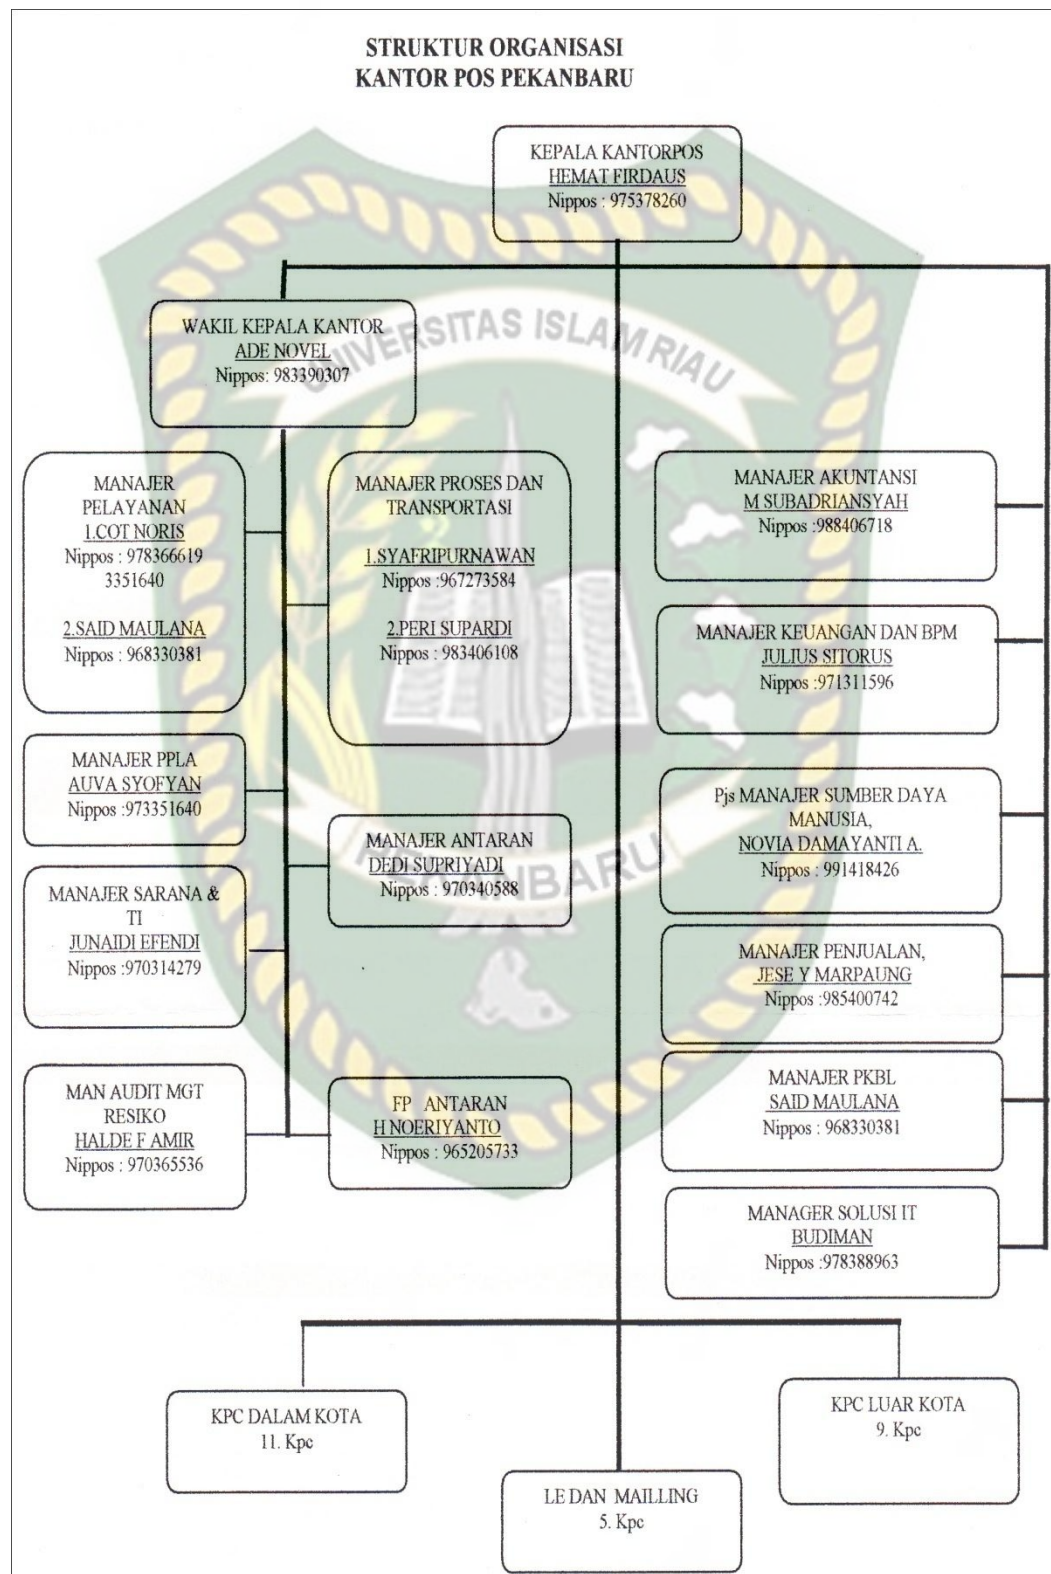 STRUKTUR ORGANISASI
KANTOR POS PEKANBARU
KEPALA KANTORPOS
HEMAT FIRDAUS
Nippos : 975378260
UNIVERSITAS ISLAM RIAU
WAKIL KEPALA KANTOR
ADE NOVEL
Nippos: 983390307
MANAJER
PELAYANAN
1.COT NORIS
Nippos : 978366619
3351640
2.SAID MAULANA
Nippos : 968330381
MANAJER PROSES DAN
TRANSPORTASI
1.SYAFRIPURNAWAN
Nippos :967273584
2.PERI SUPARDI
Nippos : 983406108
MANAJER AKUNTANSI
M SUBADRIANSYAH
Nippos : 988406718
MANAJER KEUANGAN DAN BPM
JULIUS SITORUS
Nippos :971311596
MANAJER PPLA
AUVA SYOFYAN
Nippos :973351640
Pjs MANAJER SUMBER DAYA
MANUSIA,
NOVIA DAMAYANTI A.
Nippos : 991418426
MANAJER ANTARAN
DEDI SUPRIYADI
Nippos : 970340588
PEKANBARU
MANAJER SARANA &
TI
JUNAIDI EFENDI
Nippos :970314279
MANAJER PENJUALAN,
JESE Y MARPAUNG
Nippos :985400742
MAN AUDIT MGT
RESIKO
HALDE F AMIR
Nippos : 970365536
FP ANTARAN
H NOERIYANTO
Nippos : 965205733
MANAJER PKBL
SAID MAULANA
Nippos : 968330381
MANAGER SOLUSI IT
BUDIMAN
Nippos :978388963
KPC DALAM KOTA
11. Kpc
KPC LUAR KOTA
9. Kpc
LE DAN MAILLING
5. Kpc